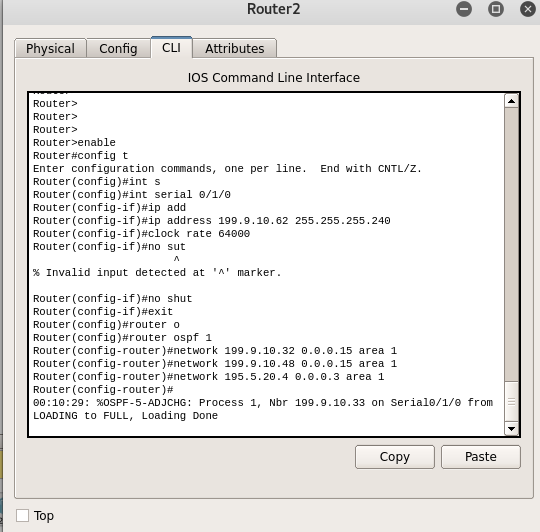 Router2
Physical
Config
CLI
Attributes
IOS Command Line Interface
Router>
Router>
Router>
Router>enable
Router#config t
Enter configuration commands, one per line.  End with CNTL/Z.
Router(config)#int s
Router(config)#int serial 0/1/0
Router(config-if)#ip add
Router(config-if)#ip address 199.9.10.62 255.255.255.240
Router(config-if)#clock rate 64000
Router(config-if)#no sut
^
% Invalid input detected at '^' marker.
Router(config-if)#no shut
Router(config-if)#exit
Router(config)#router o
Router(config)#router ospf 1
Router(config-router)#network 199.9.10.32 0.0.0.15 area 1
Router(config-router)#network 199.9.10.48 0.0.0.15 area 1
Router(config-router)#network 195.5.20.4 0.0.0.3 area 1
Router(config-router)#
00:10:29: %OSPF-5-ADJCHG: Process 1, Nbr 199.9.10.33 on Serial0/1/0 from
LOADING to FULL, Loading Done
Copy
Paste
Top